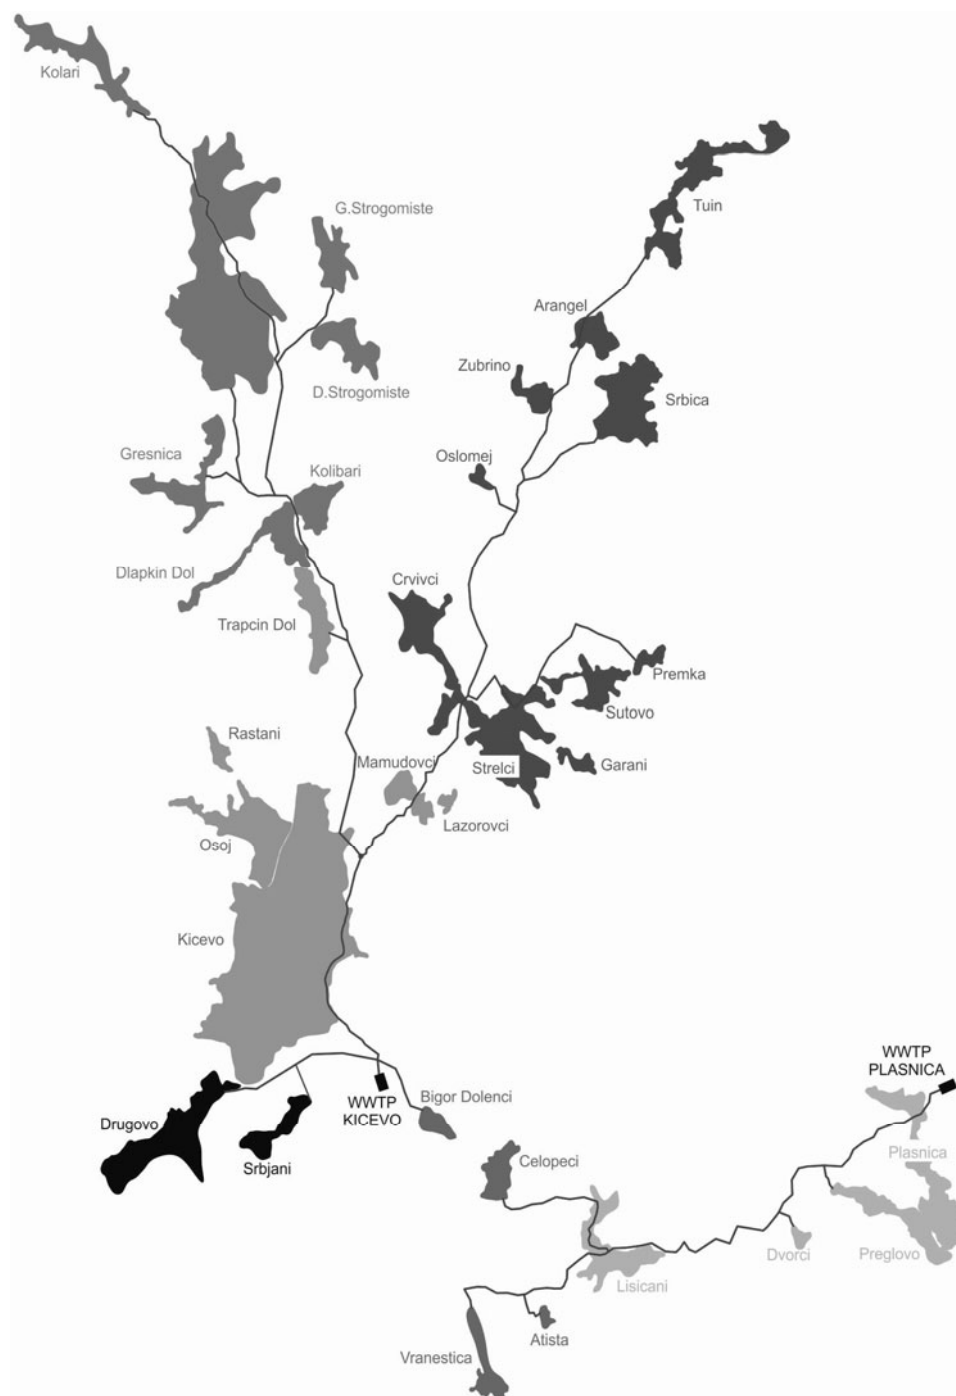 Kolari
Tuin
G.Strogomiste
Arangel
Zubrino
D.Strogomiste
Srbica
Gresnica
Oslomej
Kolibari
Dlapkin Dol
Crvivci
Trapcin Dol
Premka
Sutovo
Rastani
Mamudovci
Strelci
Garani
Lazorovci
Osoj
Kicevo
WWTP
PLASNICA
Bigor Dolenci
WWTP
KICEVO
Drugovo
Srbjani
Plasnica
Celopeci
Dvorci
Preglovo
Lisicani
Atista
Vranestica